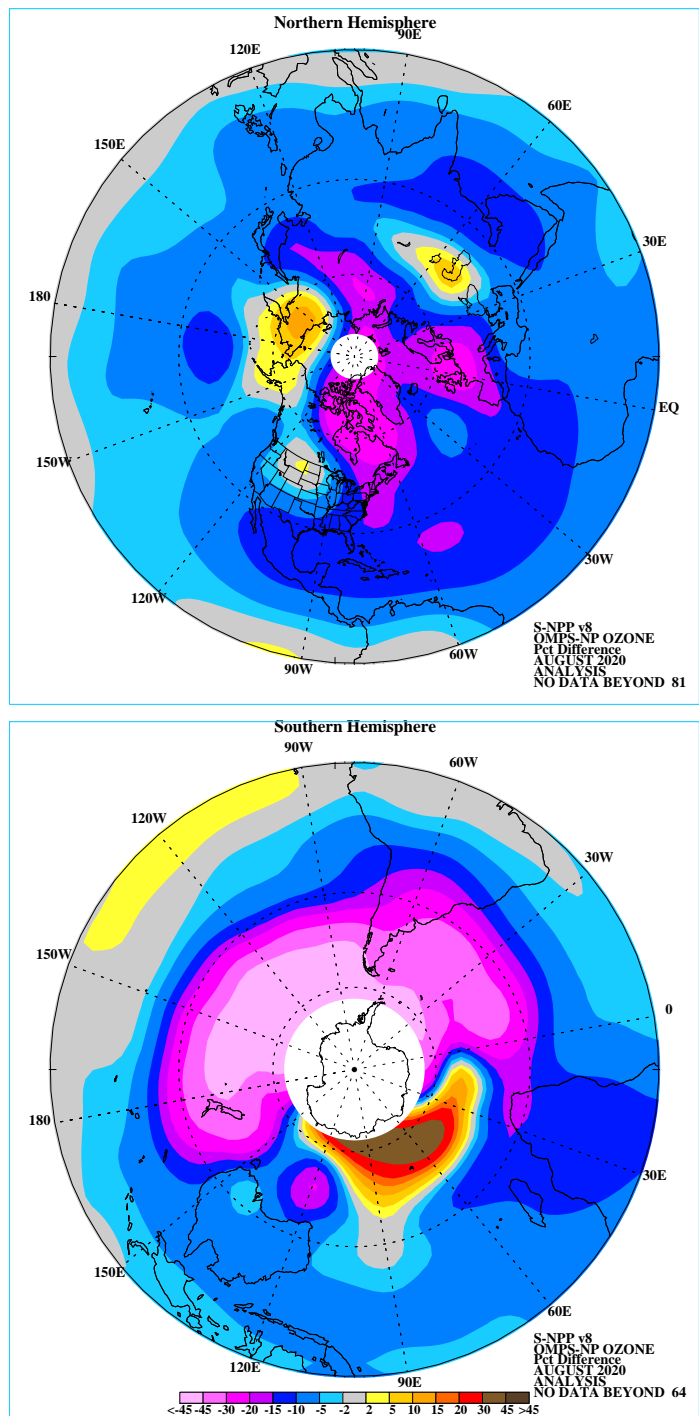 Northern Hemisphere
90E
120E
60E
150E
30E
180
EQ
150W
30W
120W
60W
90W
S-NPP v8
OMPS-NP OZONE
Pct Difference
AUGUST 2020
ANALYSIS
NO DATA BEYOND 81
Southern Hemisphere
90W
60W
120W
30W
150W
0
180
30E
150E
60E
120E
90E
S-NPP v8
OMPS-NP OZONE
Pct Difference
AUGUST 2020
ANALYSIS
NO DATA BEYOND 64
<-45 -45 -30 -20 -15 -10 -5 -2 2 5 10 15 20 30 45 >45